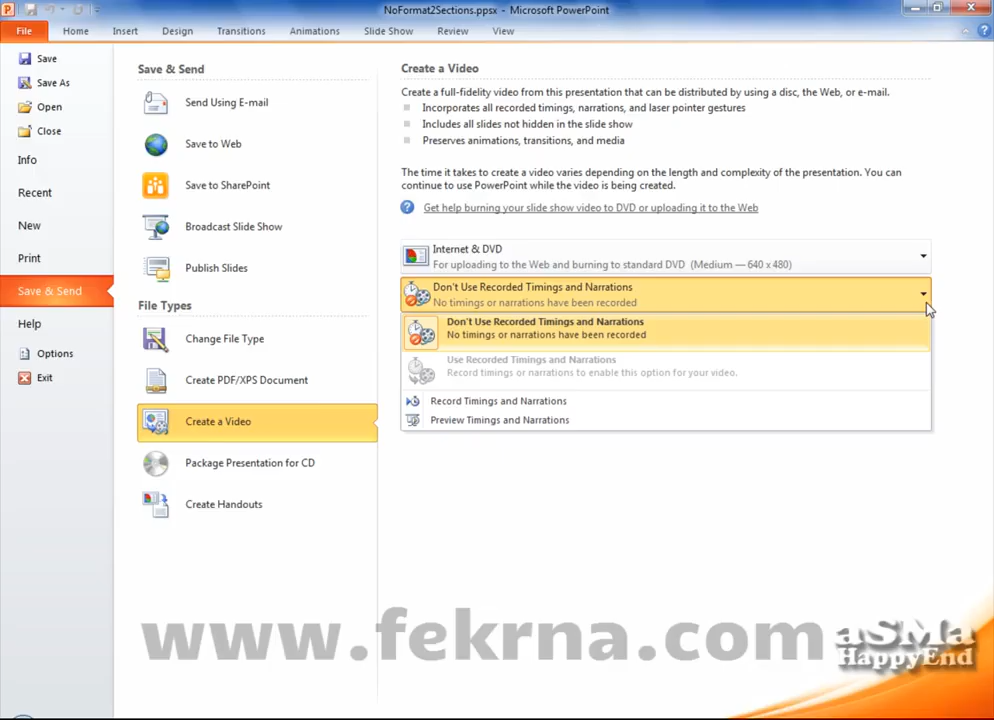 NoFormat2Sections.ppsx - Microsoft PowerPoint
File Home Insert Design Transitions Animations Slide Show Review View
Save
Save As
Open
Close
Info
Recent
New
Print
Save & Send
Help
Options
Exit
Save & Send
Send Using E-mail
Save to Web
Save to SharePoint
Broadcast Slide Show
Publish Slides
File Types
Change File Type
Create PDF/XPS Document
Create a Video
Package Presentation for CD
Create Handouts
Create a Video
Create a full-fidelity video from this presentation that can be distributed by using a disc, the Web, or e-mail.
Incorporates all recorded timings, narrations, and laser pointer gestures
Includes all slides not hidden in the slide show
Preserves animations, transitions, and media
The time it takes to create a video varies depending on the length and complexity of the presentation. You can
continue to use PowerPoint while the video is being created.
Get help burning your slide show video to DVD or uploading it to the Web
Internet & DVD
For uploading to the Web and burning to standard DVD (Medium — 640 x 480)
Don't Use Recorded Timings and Narrations
No timings or narrations have been recorded
Don't Use Recorded Timings and Narrations
No timings or narrations have been recorded
Use Recorded Timings and Narrations
Record timings or narrations to enable this option for your video.
Record Timings and Narrations
Preview Timings and Narrations
www.fekrna.com
aSMa
HappyEnd